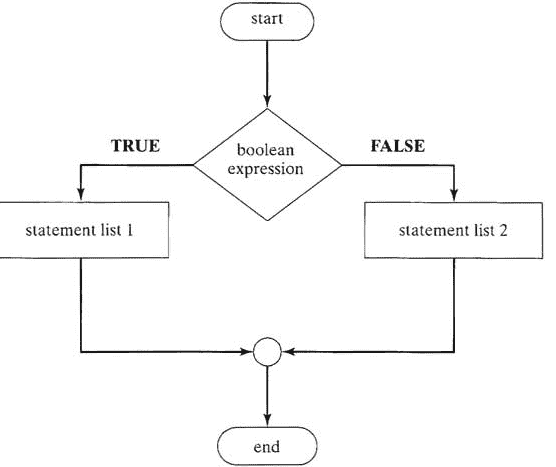 start
TRUE
boolean
expression
FALSE
statement list 1
statement list 2
end